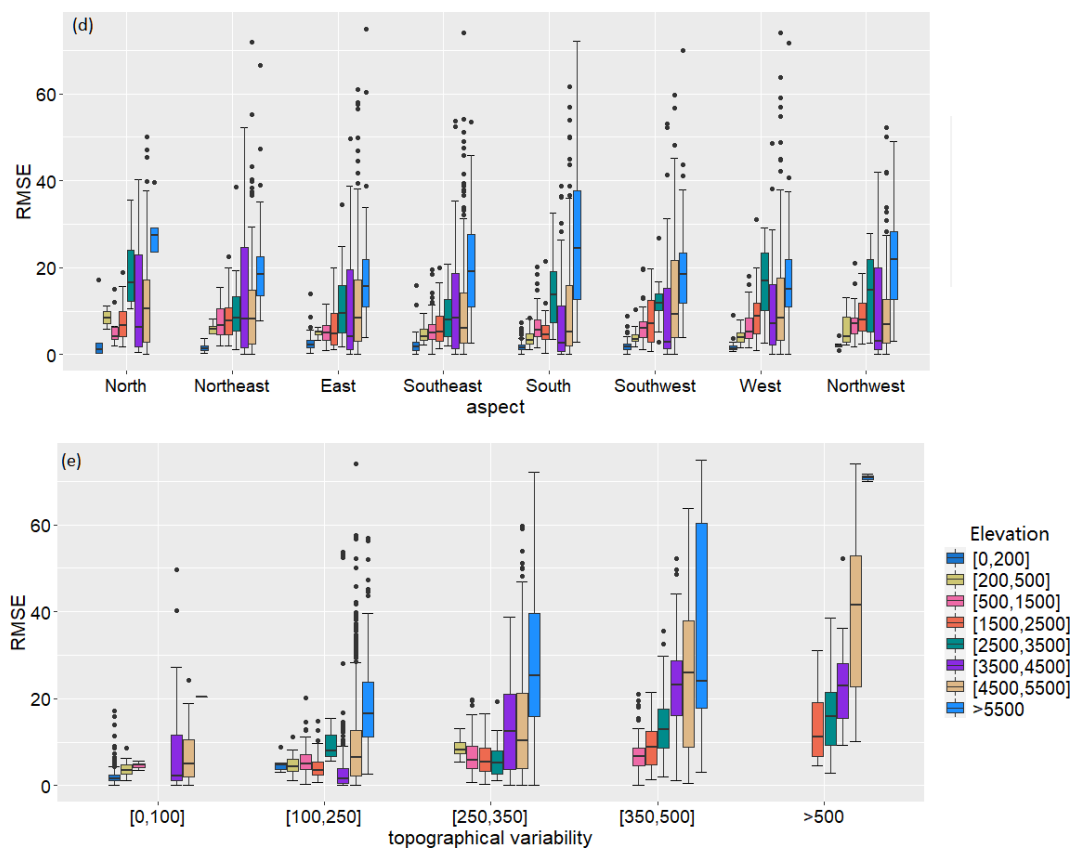 (d)
60
40
20
0
RMSE
North Northeast East Southeast South Southwest West Northwest
aspect
(e)
60
40
20
0
RMSE
[0,100] [100,250] [250,350] [350,500] >500
topographical variability
Elevation
[0,200]
[200,500]
[500,1500]
[1500,2500]
[2500,3500]
[3500,4500]
[4500,5500]
>5500